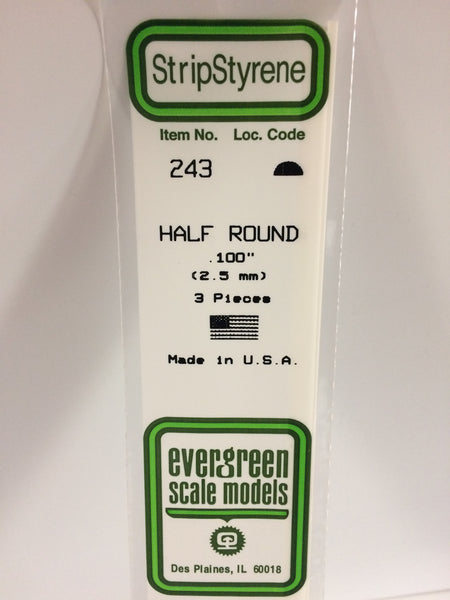 StripStyrene
Item No. Loc. Code
243
HALF ROUND
.100"
(2.5 mm)
3 Pieces
Made in U.S.A.
evergreen
scale models
Des Plaines, IL 60018